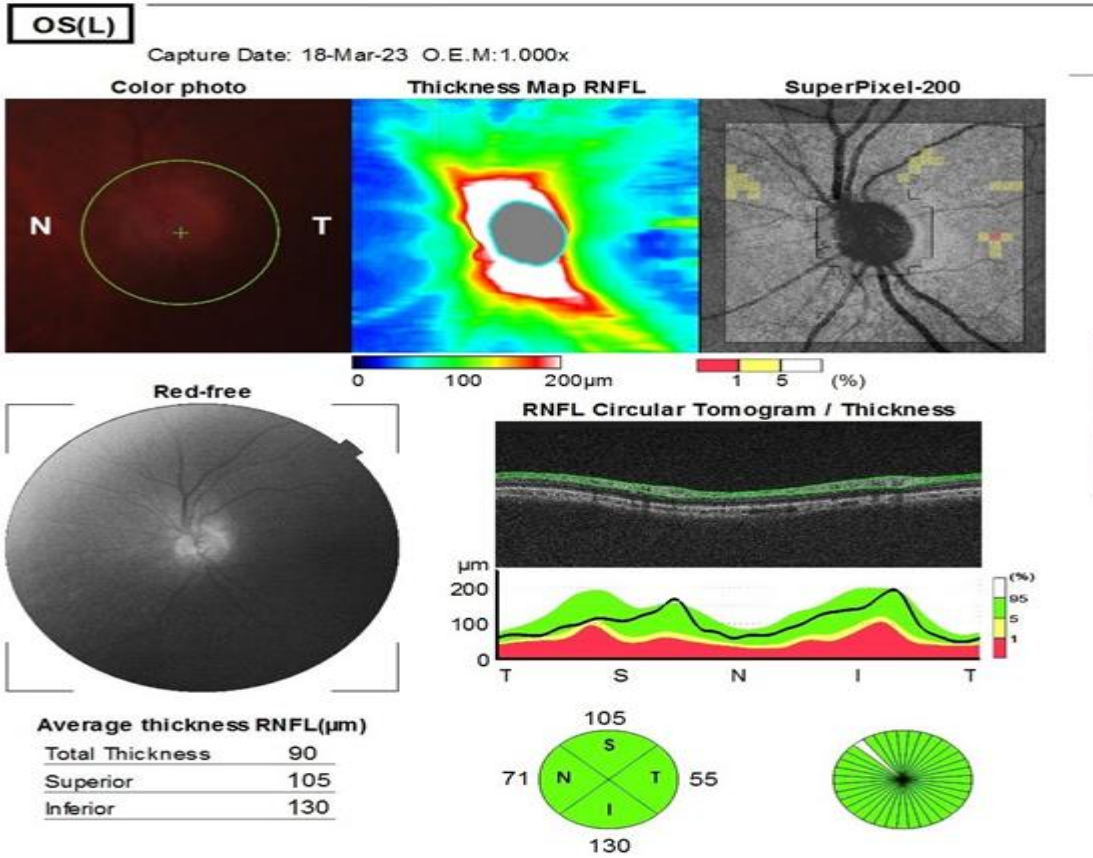 OS(L)
Capture Date: 18-Mar-23 O.E.M:1.000x
Color photo
Thickness Map RNFL
SuperPixel-200
N
T
0 100 200µm
1 5 (%)
Red-free
RNFL Circular Tomogram / Thickness
µm
200
100
0
T S N I T
(%)
95
5
1
Average thickness RNFL(µm)
Total Thickness 90
Superior 105
Inferior 130
105
S
71 N T 55
I
130